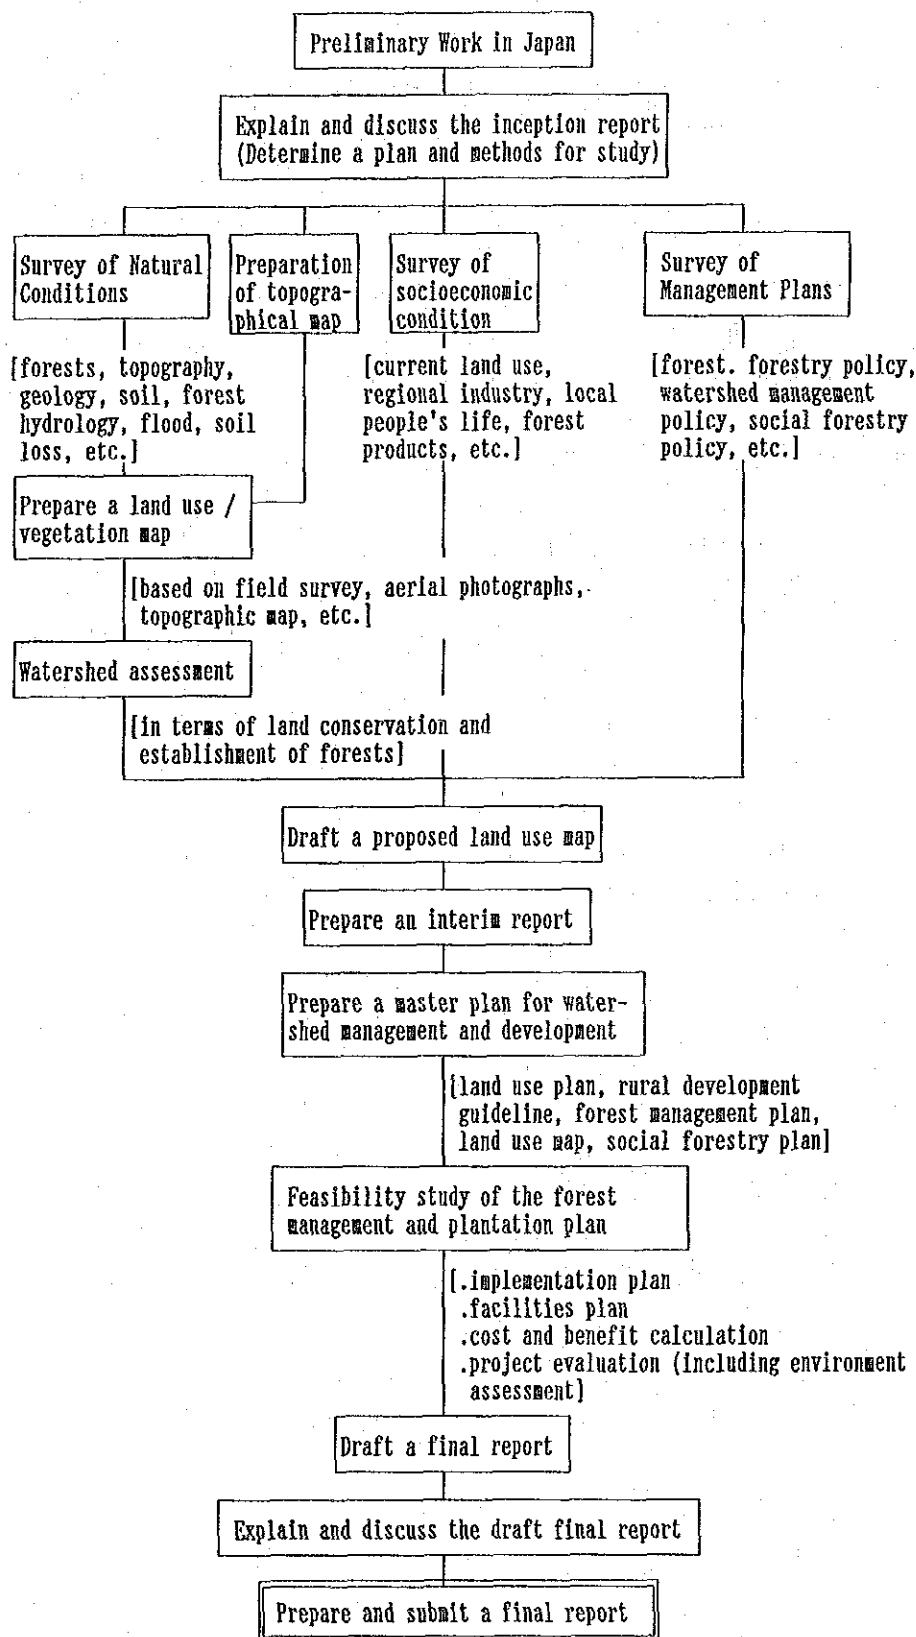 Preliminary Work in Japan
Explain and discuss the inception report
(Determine a plan and methods for study)
Survey of Natural
Conditions
Preparation
of topogra-
phical map
Survey of
socioeconomic
condition
Survey of
Management Plans
[forests, topography,
geology, soil, forest
hydrology, flood, soil
loss, etc.]
[current land use,
regional industry, local
people's life, forest
products, etc.]
[forest. forestry policy,
watershed management
policy, social forestry
policy, etc.]
Prepare a land use /
vegetation map
[based on field survey, aerial photographs,
topographic map, etc.]
Watershed assessment
[in terms of land conservation and
establishment of forests]
Draft a proposed land use map
Prepare an interim report
Prepare a master plan for water-
shed management and development
[land use plan, rural development
guideline, forest management plan,
land use map, social forestry plan]
Feasibility study of the forest
management and plantation plan
[.implementation plan
.facilities plan
.cost and benefit calculation
.project evaluation (including environment
assessment]
Draft a final report
Explain and discuss the draft final report
Prepare and submit a final report